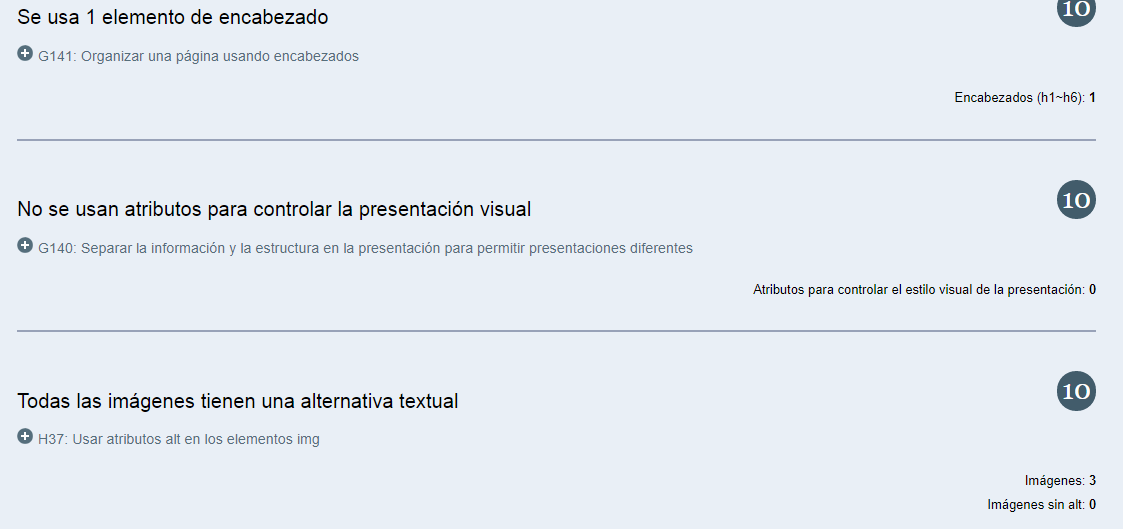 Se usa 1 elemento de encabezado
10
G141: Organizar una página usando encabezados
Encabezados (h1~h6): 1
No se usan atributos para controlar la presentación visual
10
G140: Separar la información y la estructura en la presentación para permitir presentaciones diferentes
Atributos para controlar el estilo visual de la presentación: 0
Todas las imágenes tienen una alternativa textual
10
H37: Usar atributos alt en los elementos img
Imágenes: 3
Imágenes sin alt: 0